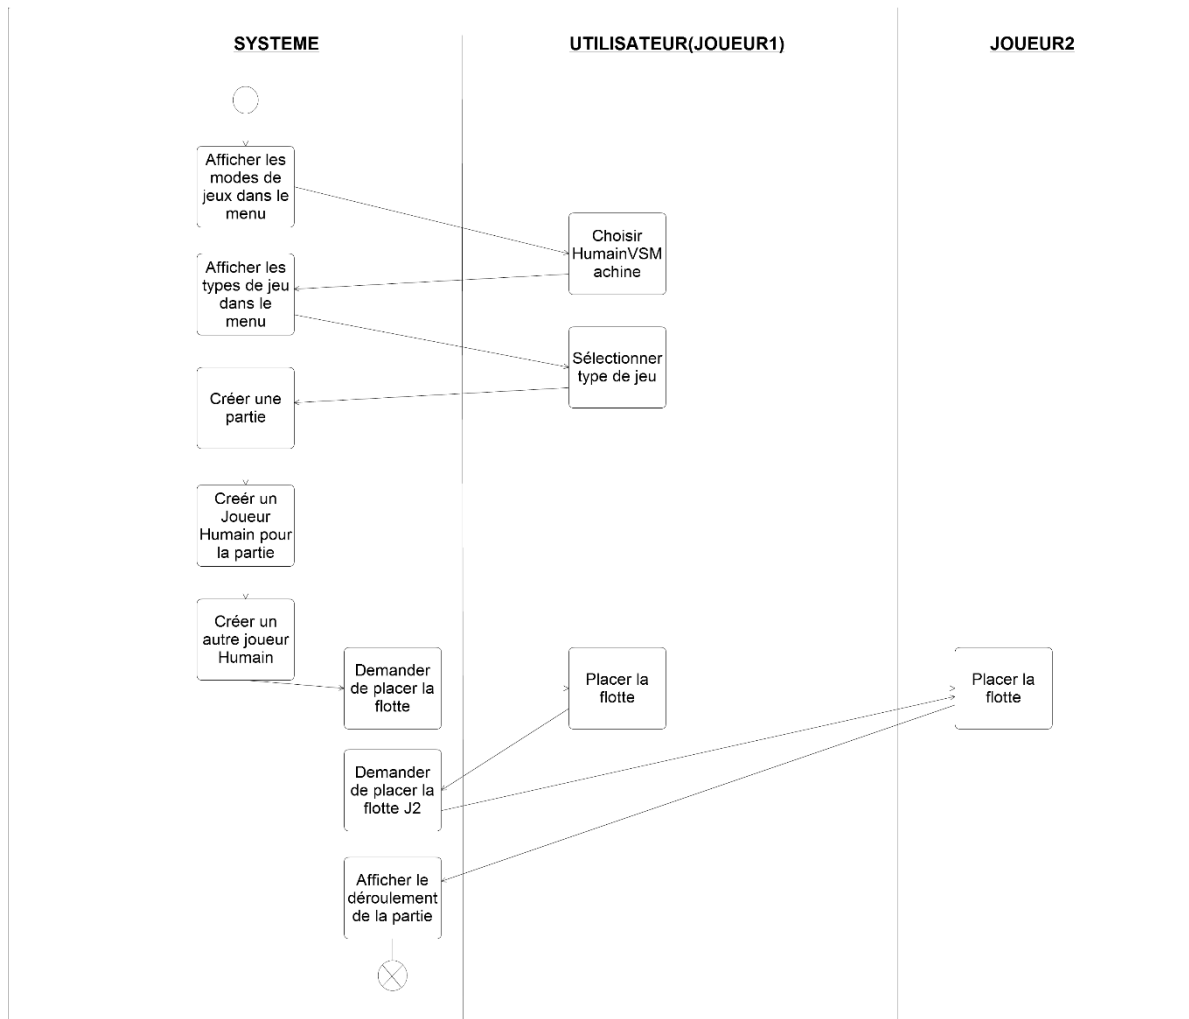 SYSTEME
UTILISATEUR(JOUEUR1)
JOUEUR2
Afficher les
modes de
jeux dans le
menu
Choisir
HumainVSM
achine
Afficher les
types de jeu
dans le
menu
Sélectionner
type de jeu
Créer une
partie
Creér un
Joueur
Humain pour
la partie
Créer un
autre joueur
Humain
Demander
de placer la
flotte
Placer la
flotte
Placer la
flotte
Demander
de placer la
flotte J2
Afficher le
déroulement
de la partie